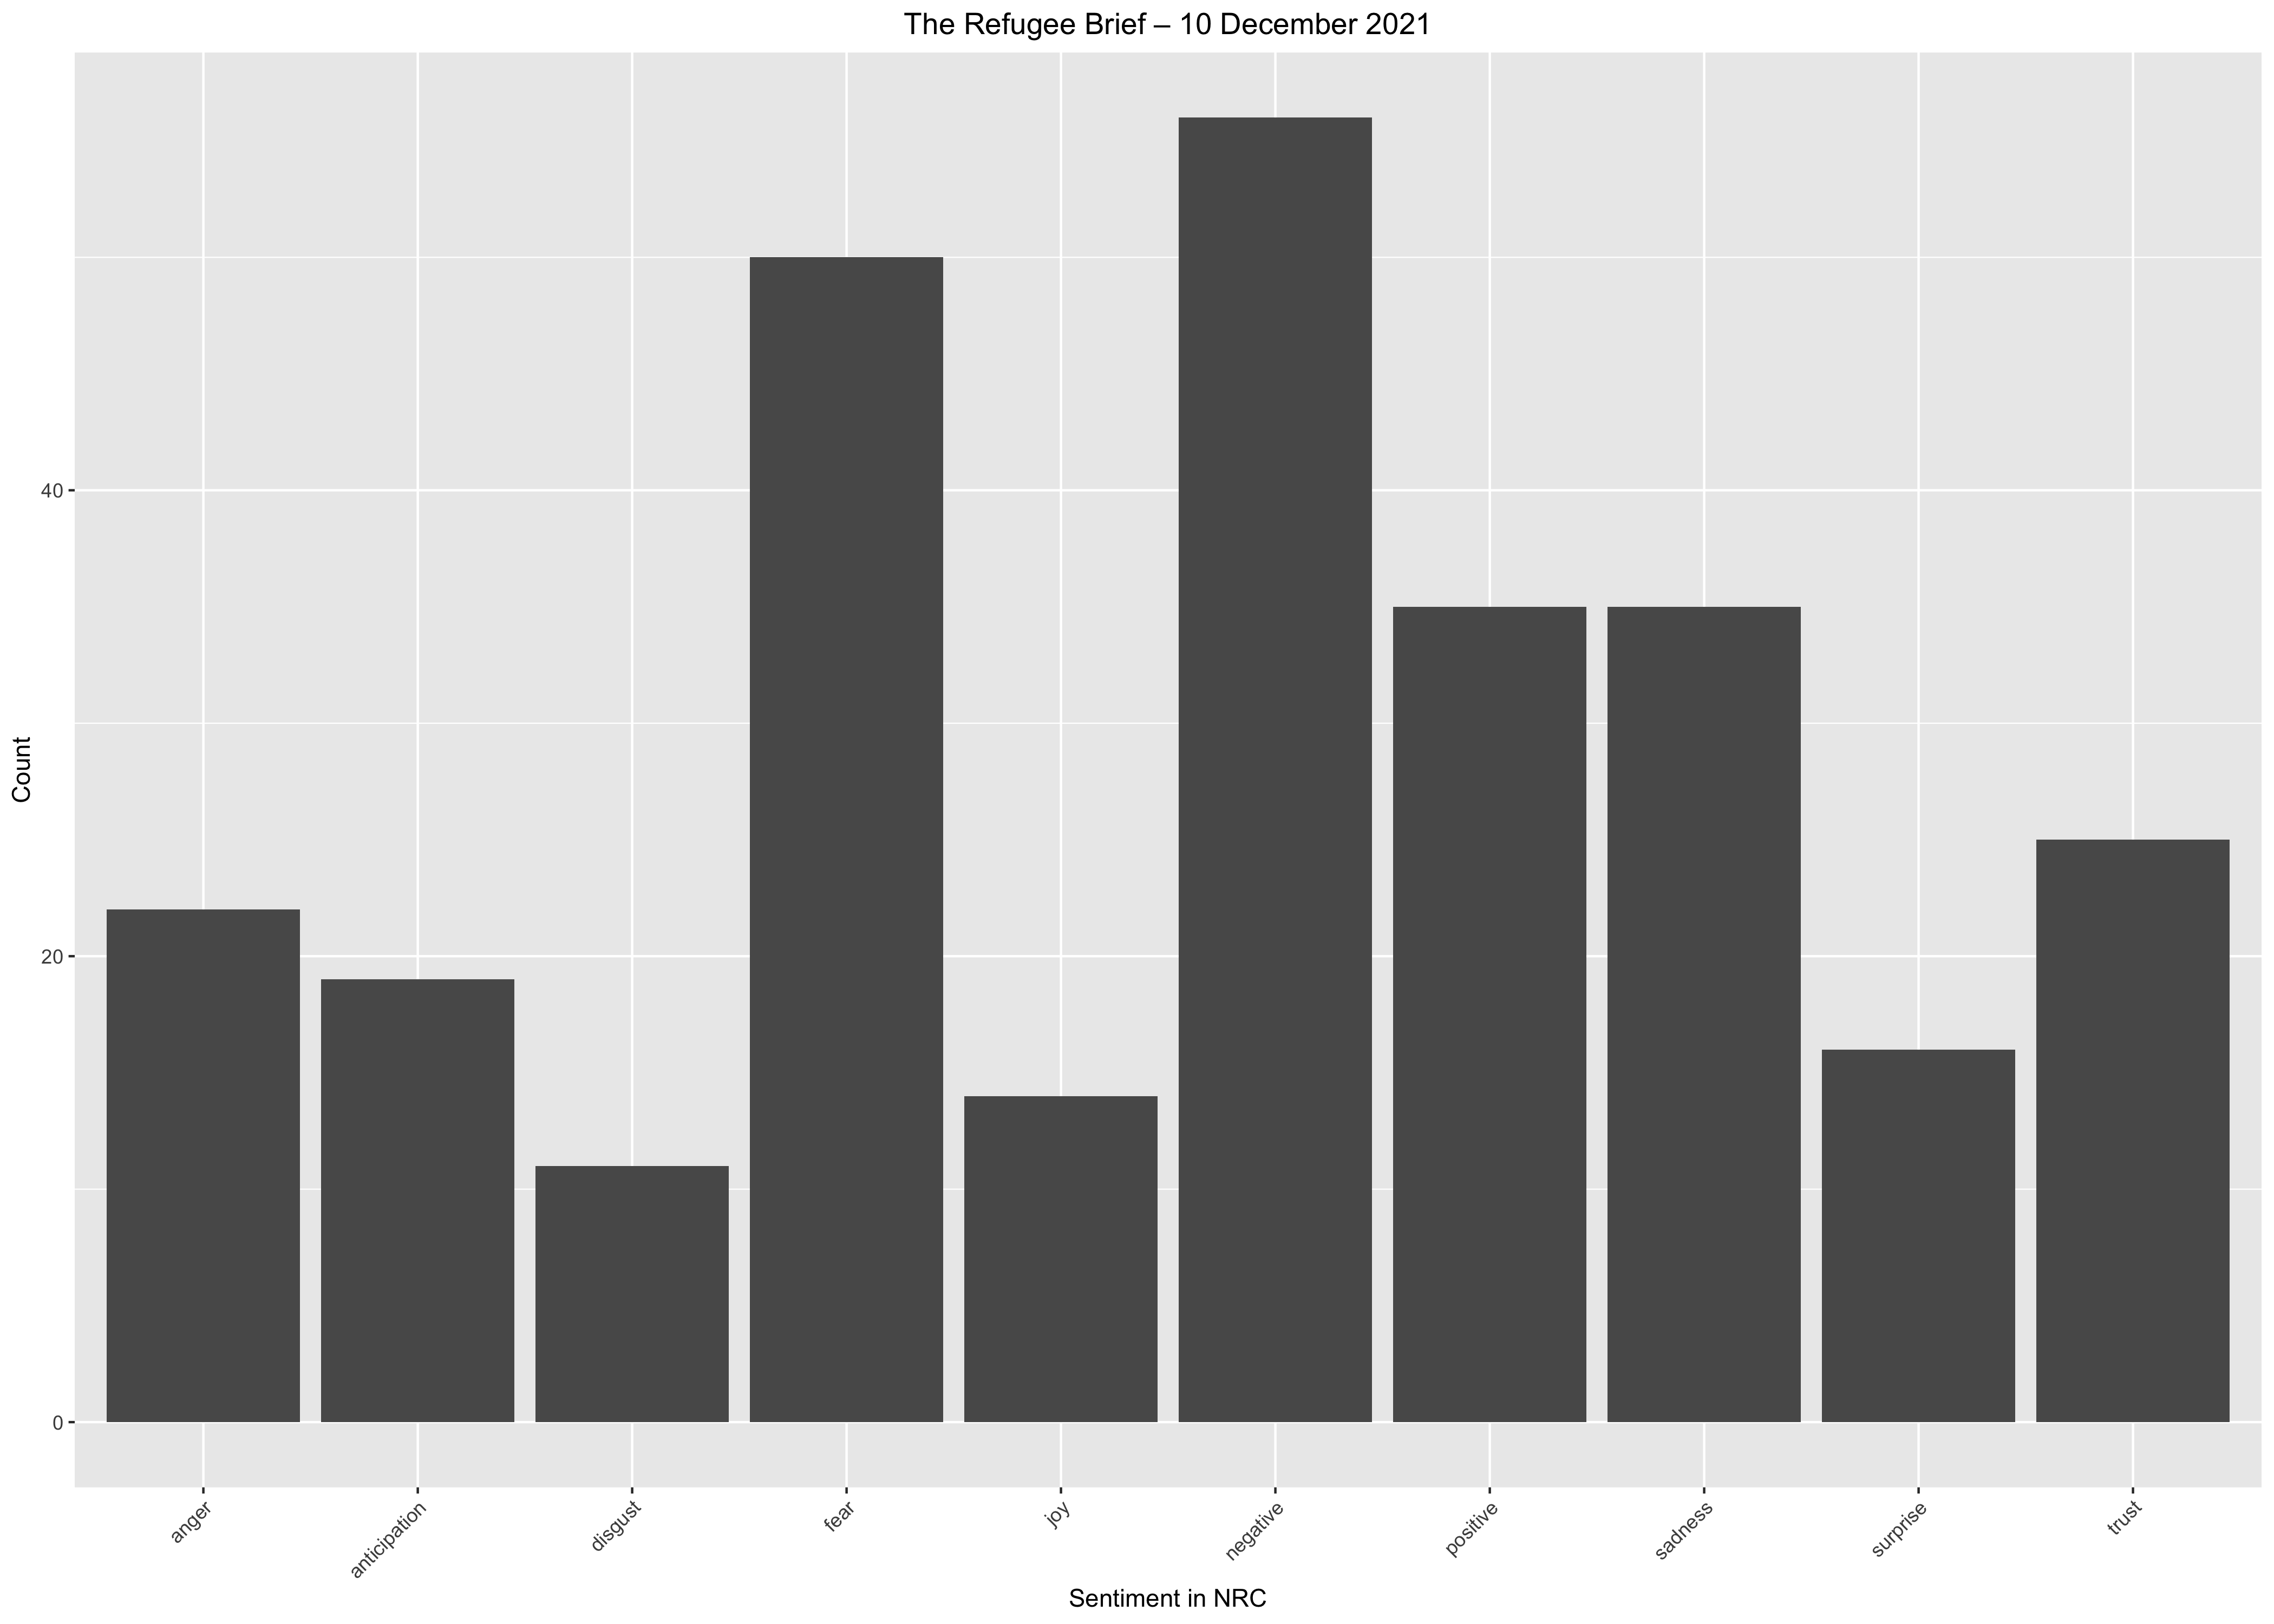 The Refugee Brief – 10 December 2021
Count
40
20
0
anger
anticipation
disgust
fear
joy
negative
positive
sadness
surprise
trust
Sentiment in NRC